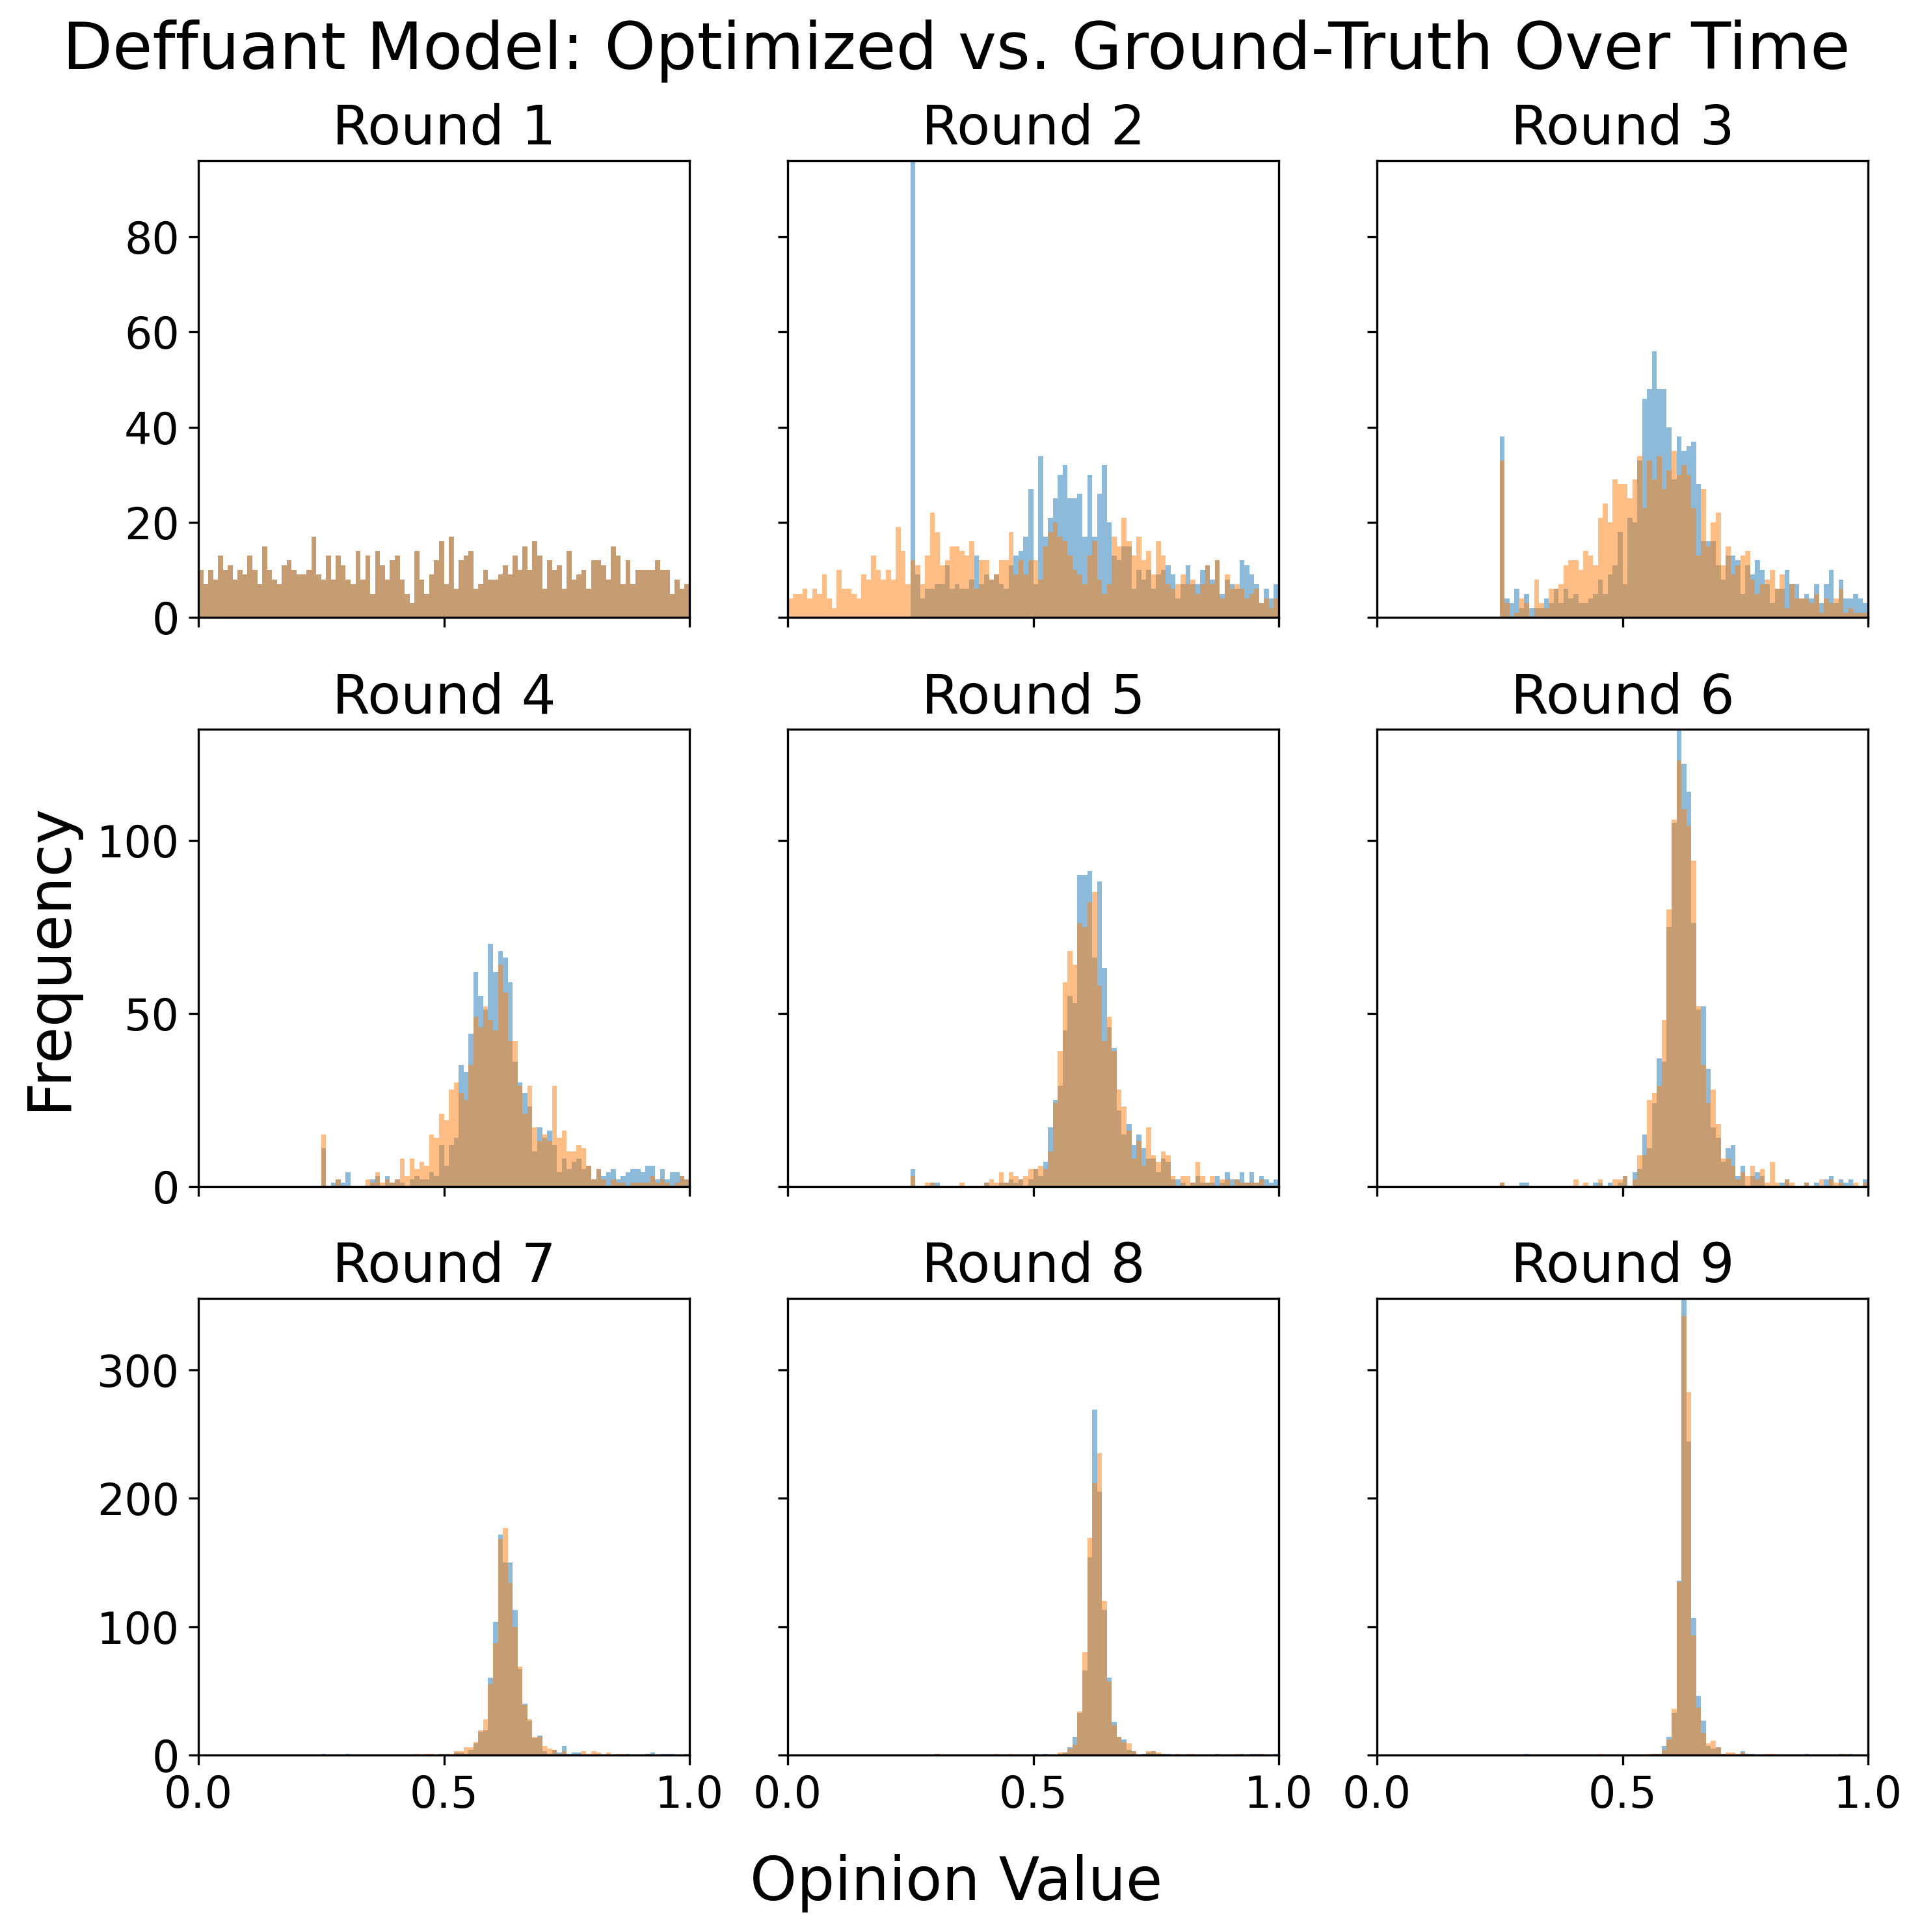 Deffuant Model: Optimized vs. Ground-Truth Over Time
Round 1
Round 2
Round 3
80
60
40
20
0
Round 4
Round 5
Round 6
100
50
0
Round 7
Round 8
Round 9
300
200
100
0
0.0 0.5 1.0 0.0 0.5 1.0 0.0 0.5 1.0
Frequency
Opinion Value